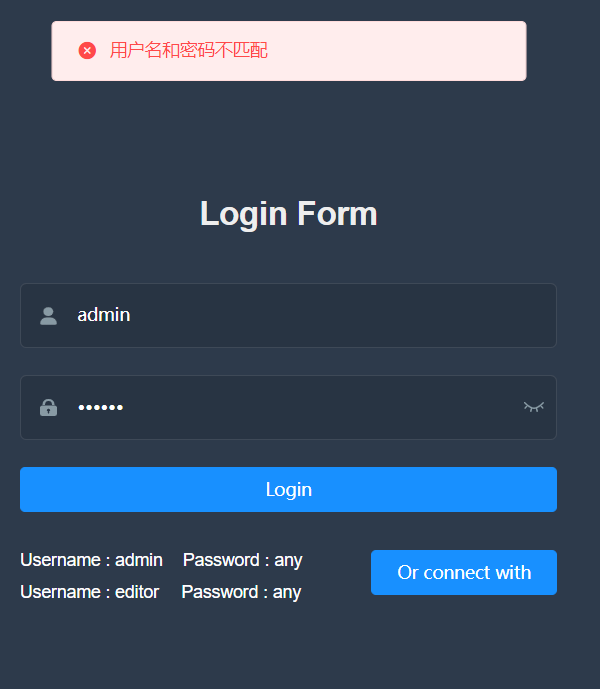 用户名和密码不匹配
Login Form
admin
••••••
Login
Username : admin Password : any
Or connect with
Username : editor Password : any